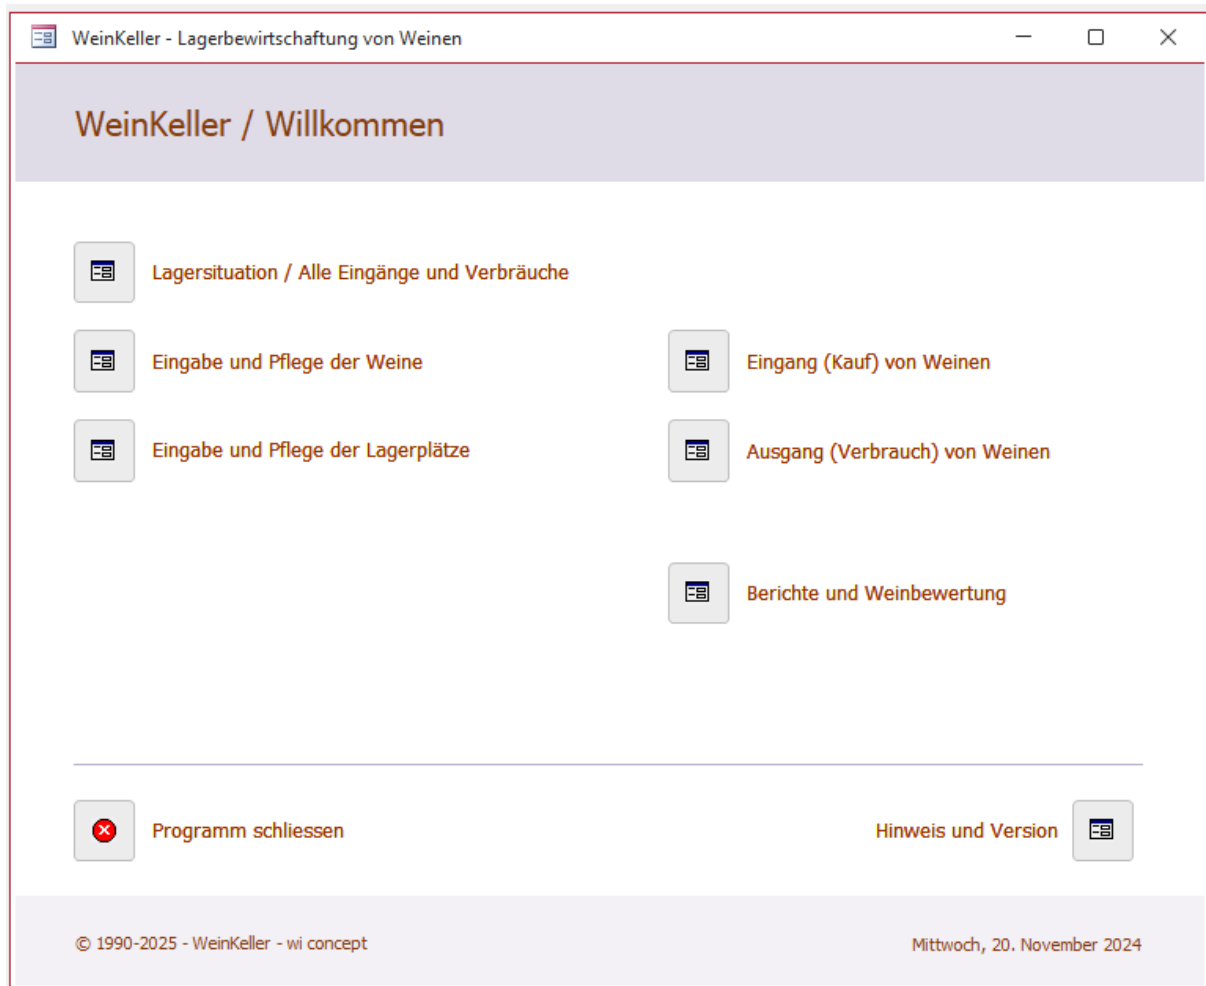 WeinKeller - Lagerbewirtschaftung von Weinen
WeinKeller / Willkommen
Lagersituation / Alle Eingänge und Verbräuche
Eingabe und Pflege der Weine
Eingang (Kauf) von Weinen
Eingabe und Pflege der Lagerplätze
Ausgang (Verbrauch) von Weinen
Berichte und Weinbewertung
Programm schliessen
Hinweis und Version
© 1990-2025 - WeinKeller - wi concept
Mittwoch, 20. November 2024